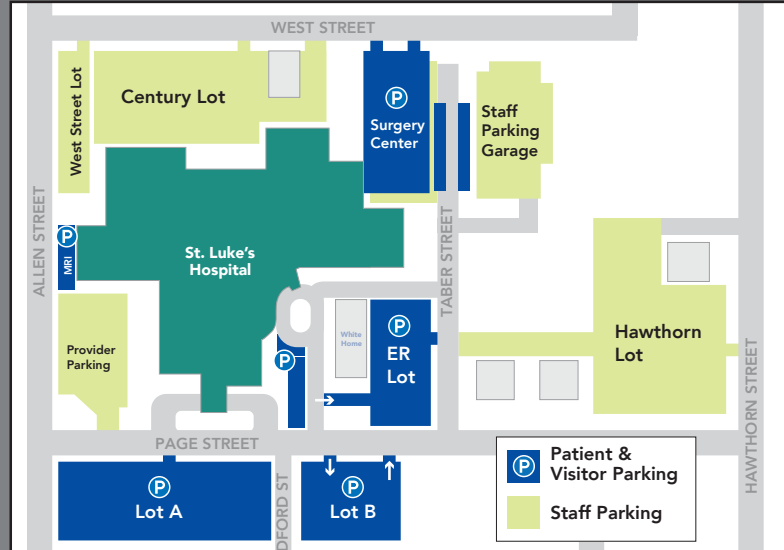 WEST STREET
West Street Lot
Century Lot
P
Surgery
Center
Staff
Parking
Garage
ALLEN STREET
P
MRI
St. Luke's
Hospital
TABER STREET
Provider
Parking
P
White
Home
P
ER
Lot
Hawthorn
Lot
HAWTHORN STREET
PAGE STREET
P
Lot A
DFORD ST
P
Lot B
P
Patient &
Visitor Parking
Staff Parking